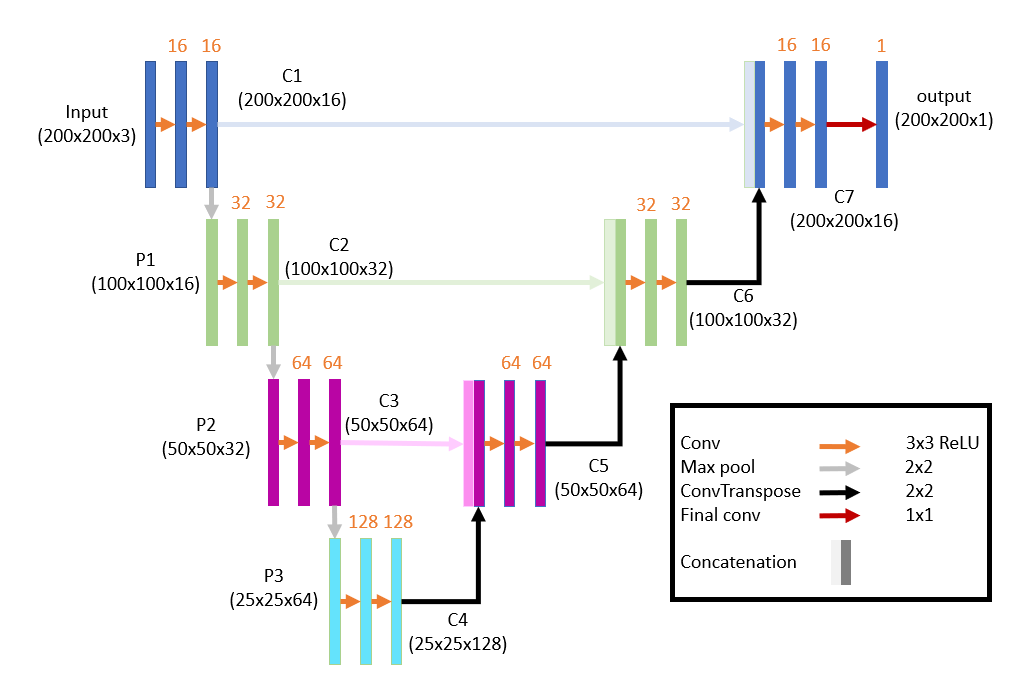 16 16
C1
(200x200x16)
Input
(200x200x3)
16 16 1
output
(200x200x1)
C7
(200x200x16)
32 32
P1
(100x100x16)
C2
(100x100x32)
32 32
C6
(100x100x32)
64 64
P2
(50x50x32)
C3
(50x50x64)
64 64
C5
(50x50x64)
128 128
P3
(25x25x64)
C4
(25x25x128)
Conv 3x3 ReLU
Max pool 2x2
ConvTranspose 2x2
Final conv 1x1
Concatenation